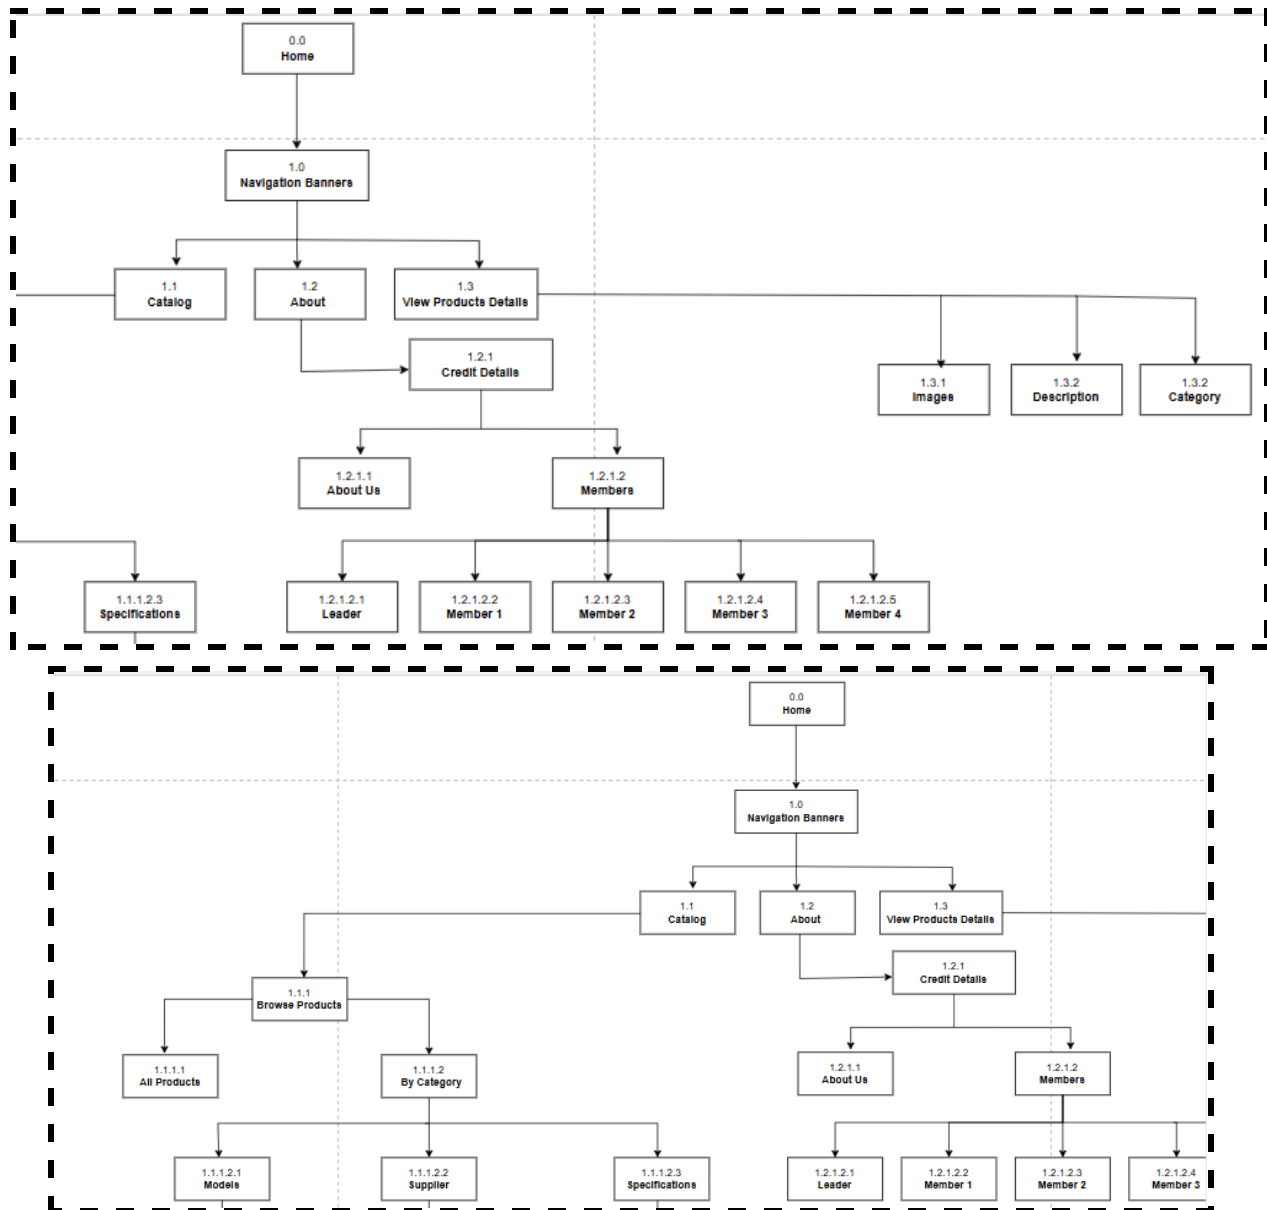 0.0
Home
1.0
Navigation Banners
1.1
Catalog
1.2
About
1.3
View Products Details
1.2.1
Credit Details
1.3.1
Images
1.3.2
Description
1.3.2
Category
1.2.1.1
About Us
1.2.1.2
Members
1.1.1.2.3
Specifications
1.2.1.2.1
Leader
1.2.1.2.2
Member 1
1.2.1.2.3
Member 2
1.2.1.2.4
Member 3
1.2.1.2.5
Member 4
0.0
Home
1.0
Navigation Banners
1.1
Catalog
1.2
About
1.3
View Products Details
1.2.1
Credit Details
1.1.1
Browse Products
1.1.1.1
All Products
1.1.1.2
By Category
1.2.1.1
About Us
1.2.1.2
Members
1.1.1.2.1
Models
1.1.1.2.2
Supplier
1.1.1.2.3
Specifications
1.2.1.2.1
Leader
1.2.1.2.2
Member 1
1.2.1.2.3
Member 2
1.2.1.2.4
Member 3